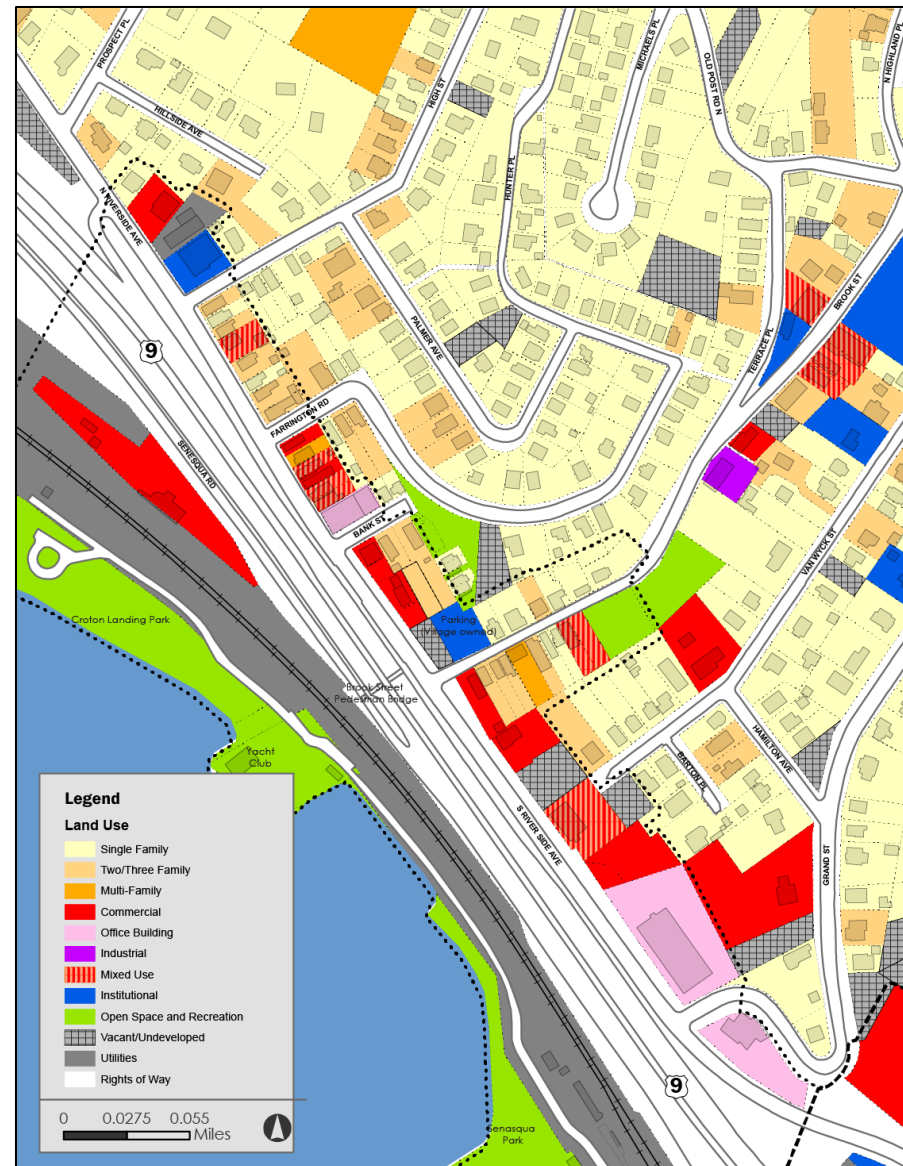 PROSPECT PL
HILLSIDE AVE
HIGH ST
MICHAELS PL
OLD POST RD N
N HIGHLAND PL
HUNTER PL
N RIVERSIDE AVE
PALMER AVE
TERRACE PL
BROOK ST
9
FARRINGTON RD
SENESQUA RD
BANK ST
VAN WYCK ST
Croton Landing Park
Parking
(Village owned)
Brook Street
Pedestrian Bridge
Yacht
Club
HAMILTON AVE
BARTON PL
S RIVER SIDE AVE
GRAND ST
Legend
Land Use
Single Family
Two/Three Family
Multi-Family
Commercial
Office Building
Industrial
Mixed Use
Institutional
Open Space and Recreation
Vacant/Undeveloped
Utilities
Rights of Way
0 0.0275 0.055
Miles
9
Senasqua
Park